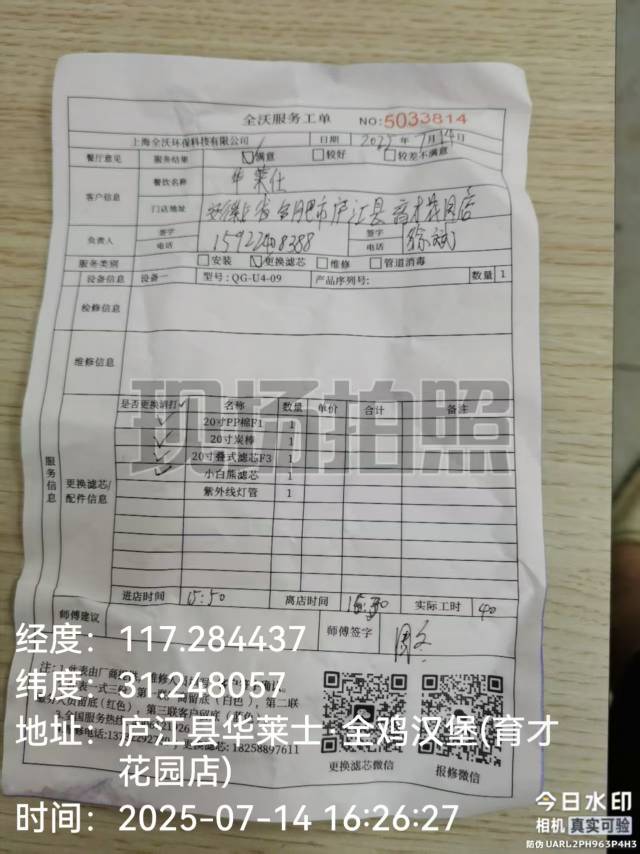 全沃服务工单 NO:5033814
上海全沃环保科技有限公司 日期 2025年7月14日
餐厅意见 服务结果 ☑满意 □较好 □较差不满意
客户信息 餐饮名称 华莱仕
门店地址 安徽省合肥市庐江县育才花园店
负责人 签字 电话 签字 电话
服务类别 □安装 ☑更换滤芯 □维修 □管道消毒
设备信息 设备一 型号:QG-U4-09 产品序列号: 数量 1
检修信息
维修信息
现场拍照
服务信息
更换滤芯/配件信息
是否更换请打✓ 名称 数量 单价 合计 备注
✓ 20寸PP棉F1 1
✓ 20寸炭棒 1
✓ 20寸叠式滤芯F3 1
✓ 小白熊滤芯 1
紫外线灯管 1
进店时间 15:50 离店时间 实际工时 40
师傅建议 师傅签字
更换滤芯:18258897611
更换滤芯微信 报修微信
经度:117.284437
纬度:31.248057
地址:庐江县华莱士·全鸡汉堡(育才
花园店)
时间:2025-07-14 16:26:27
今日水印
相机 真实可验
防伪 UARL2PH963P4H3